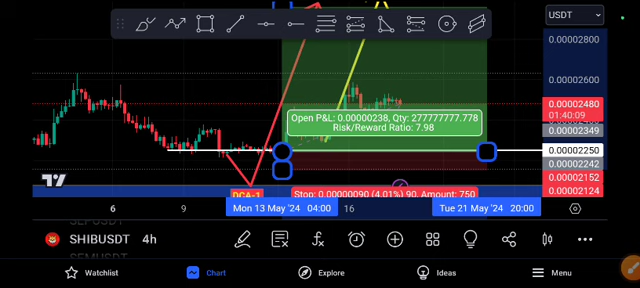 USDT
0.00002800
0.00002600
0.00002480
01:40:09
0.00002349
0.00002250
0.00002242
0.00002152
0.00002124
Open P&L: 0.00000238, Qty: 277777777.778
Risk/Reward Ratio: 7.98
DCA-1
Stop: 0.00000090 (4.01%) 90, Amount: 750
6
9
Mon 13 May '24 04:00
16
Tue 21 May '24 20:00
SHIBUSDT 4h
Watchlist
Chart
Explore
Ideas
Menu